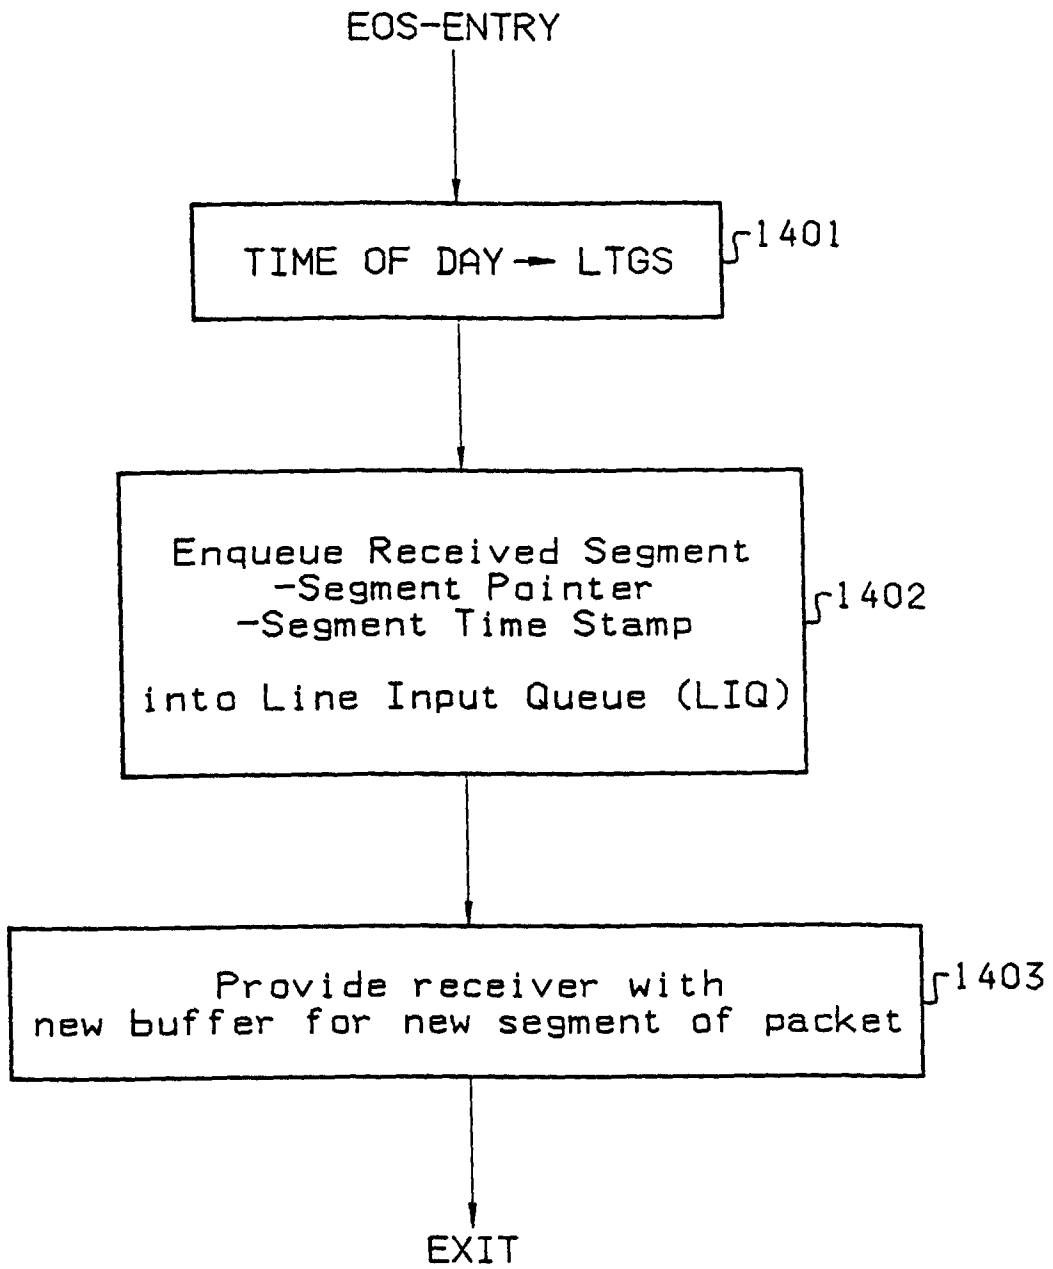 EOS-ENTRY
TIME OF DAY → LTGS
1401
Enqueue Received Segment
-Segment Pointer
-Segment Time Stamp
1402
into Line Input Queue (LIQ)
Provide receiver with
1403
new buffer for new segment of packet
EXIT